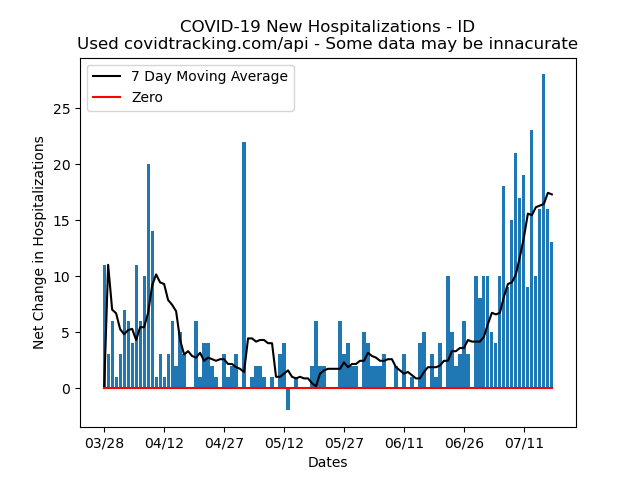 COVID-19 New Hospitalizations - ID
Used covidtracking.com/api - Some data may be innacurate
7 Day Moving Average
Zero
Net Change in Hospitalizations
25
20
15
10
5
0
03/28 04/12 04/27 05/12 05/27 06/11 06/26 07/11
Dates